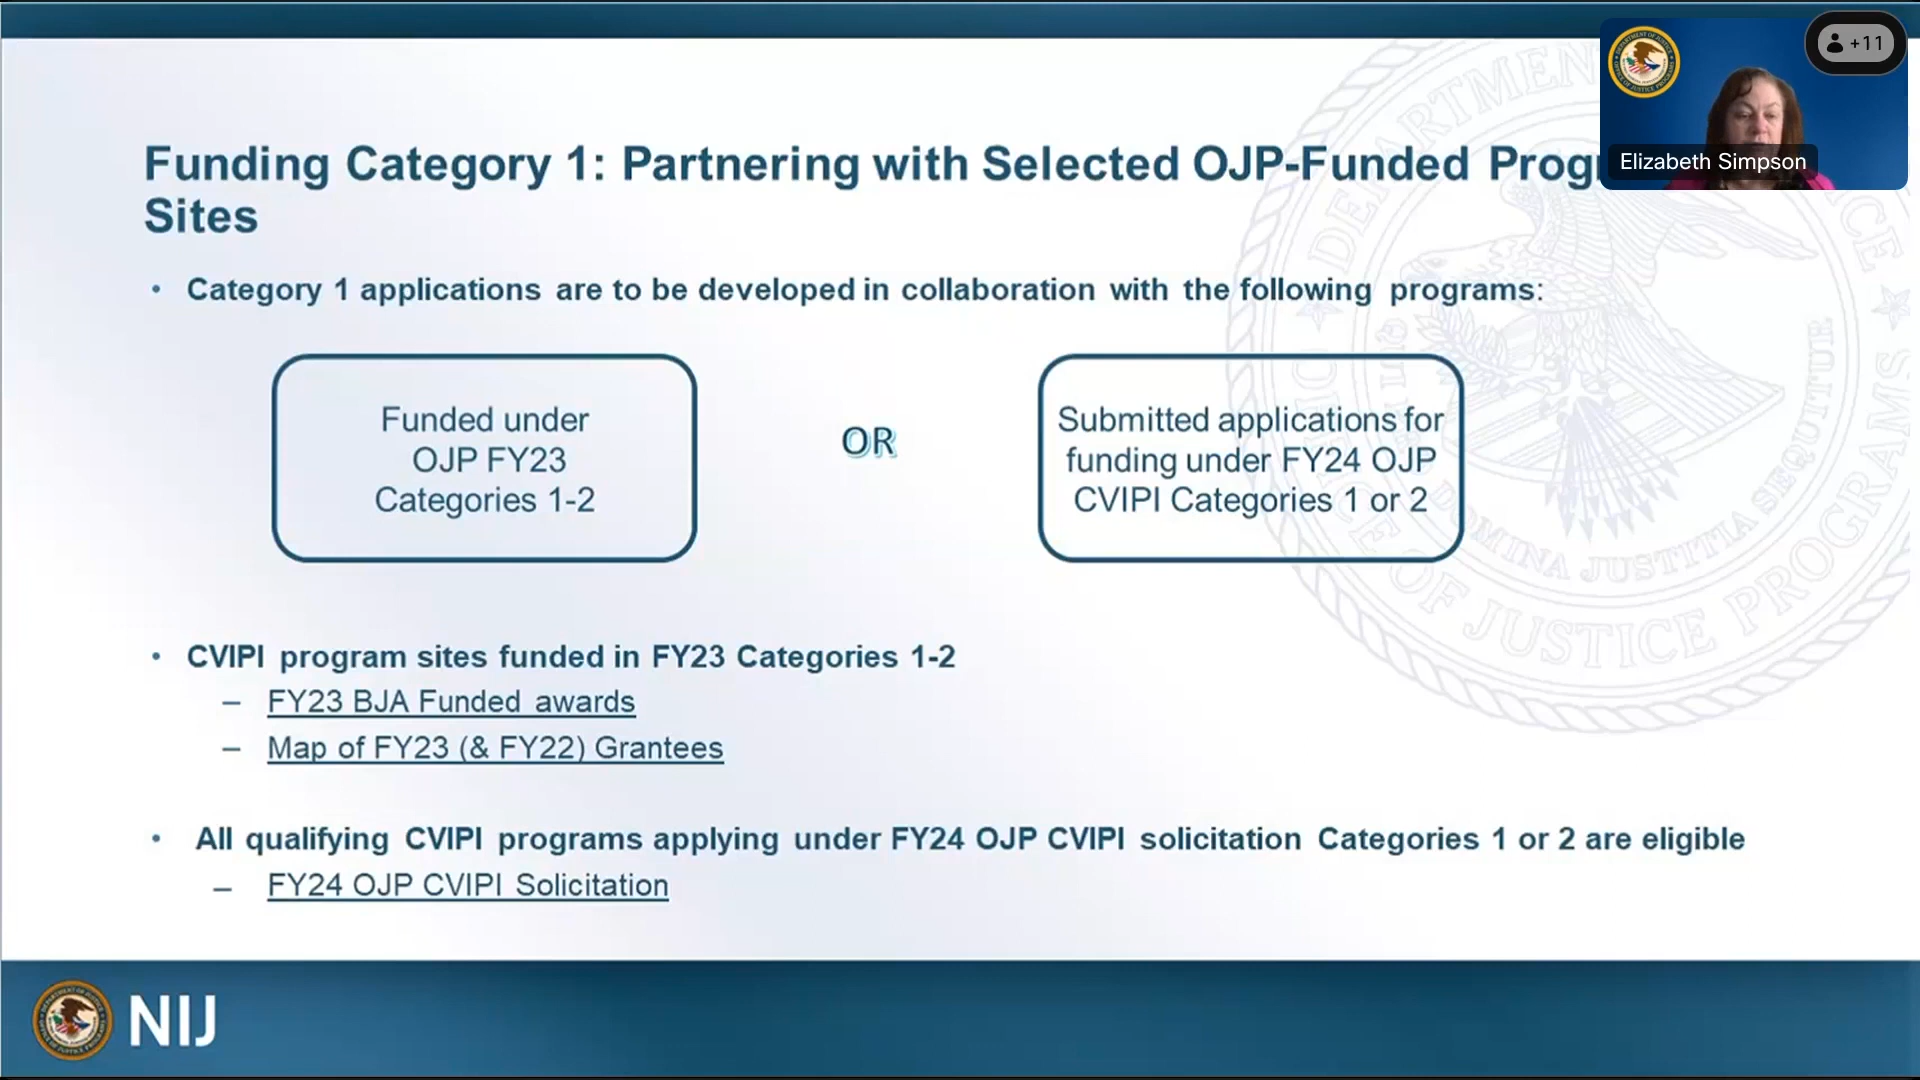 +11
Elizabeth Simpson
Funding Category 1: Partnering with Selected OJP-Funded Prog
Sites
• Category 1 applications are to be developed in collaboration with the following programs:
Funded under
OJP FY23
Categories 1-2
OR
Submitted applications for
funding under FY24 OJP
CVIPI Categories 1 or 2
• CVIPI program sites funded in FY23 Categories 1-2
– FY23 BJA Funded awards
– Map of FY23 (& FY22) Grantees
• All qualifying CVIPI programs applying under FY24 OJP CVIPI solicitation Categories 1 or 2 are eligible
– FY24 OJP CVIPI Solicitation
NIJ